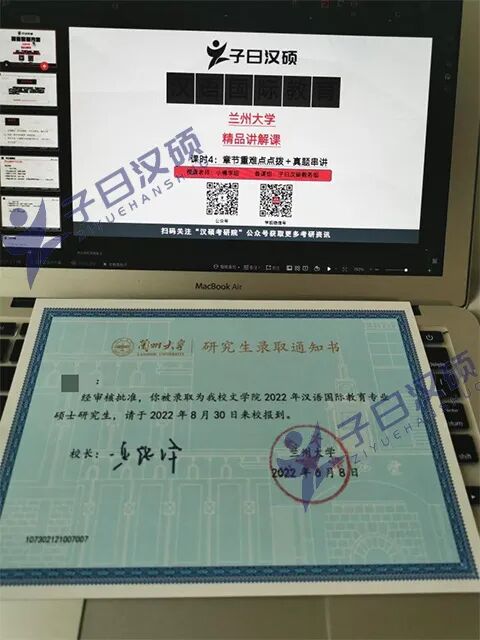 子曰汉硕
汉语国际教育
兰州大学
精品讲解课
课时4：章节重难点点拨+真题串讲
公众号
扫码关注“汉硕考研院”公众号获取更多考研资讯
MacBook Air
兰州大学
LANZHOU UNIVERSITY
研究生录取通知书
：
经审核批准，你被录取为我校文学院2022年汉语国际教育专业
硕士研究生，请于2022年8月30日来校报到。
校长：
兰州大学
2022年6月8日
107302121007007
子曰汉硕
ZIYUEHANSHUO
子曰汉硕
ZIYUEHANSHUO
子曰汉硕
ZIYUEHANSHUO